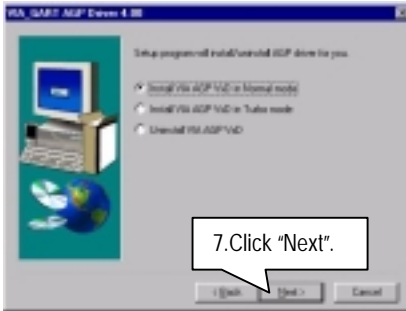 VIA_GART AGP Driver 4.00
Setup program will install/uninstall AGP driver for you.
Install VIA AGP VxD in Normal mode
Install VIA AGP VxD in Turbo mode
Uninstall VIA AGP VxD
7.Click “Next”.
< Back
Next >
Cancel